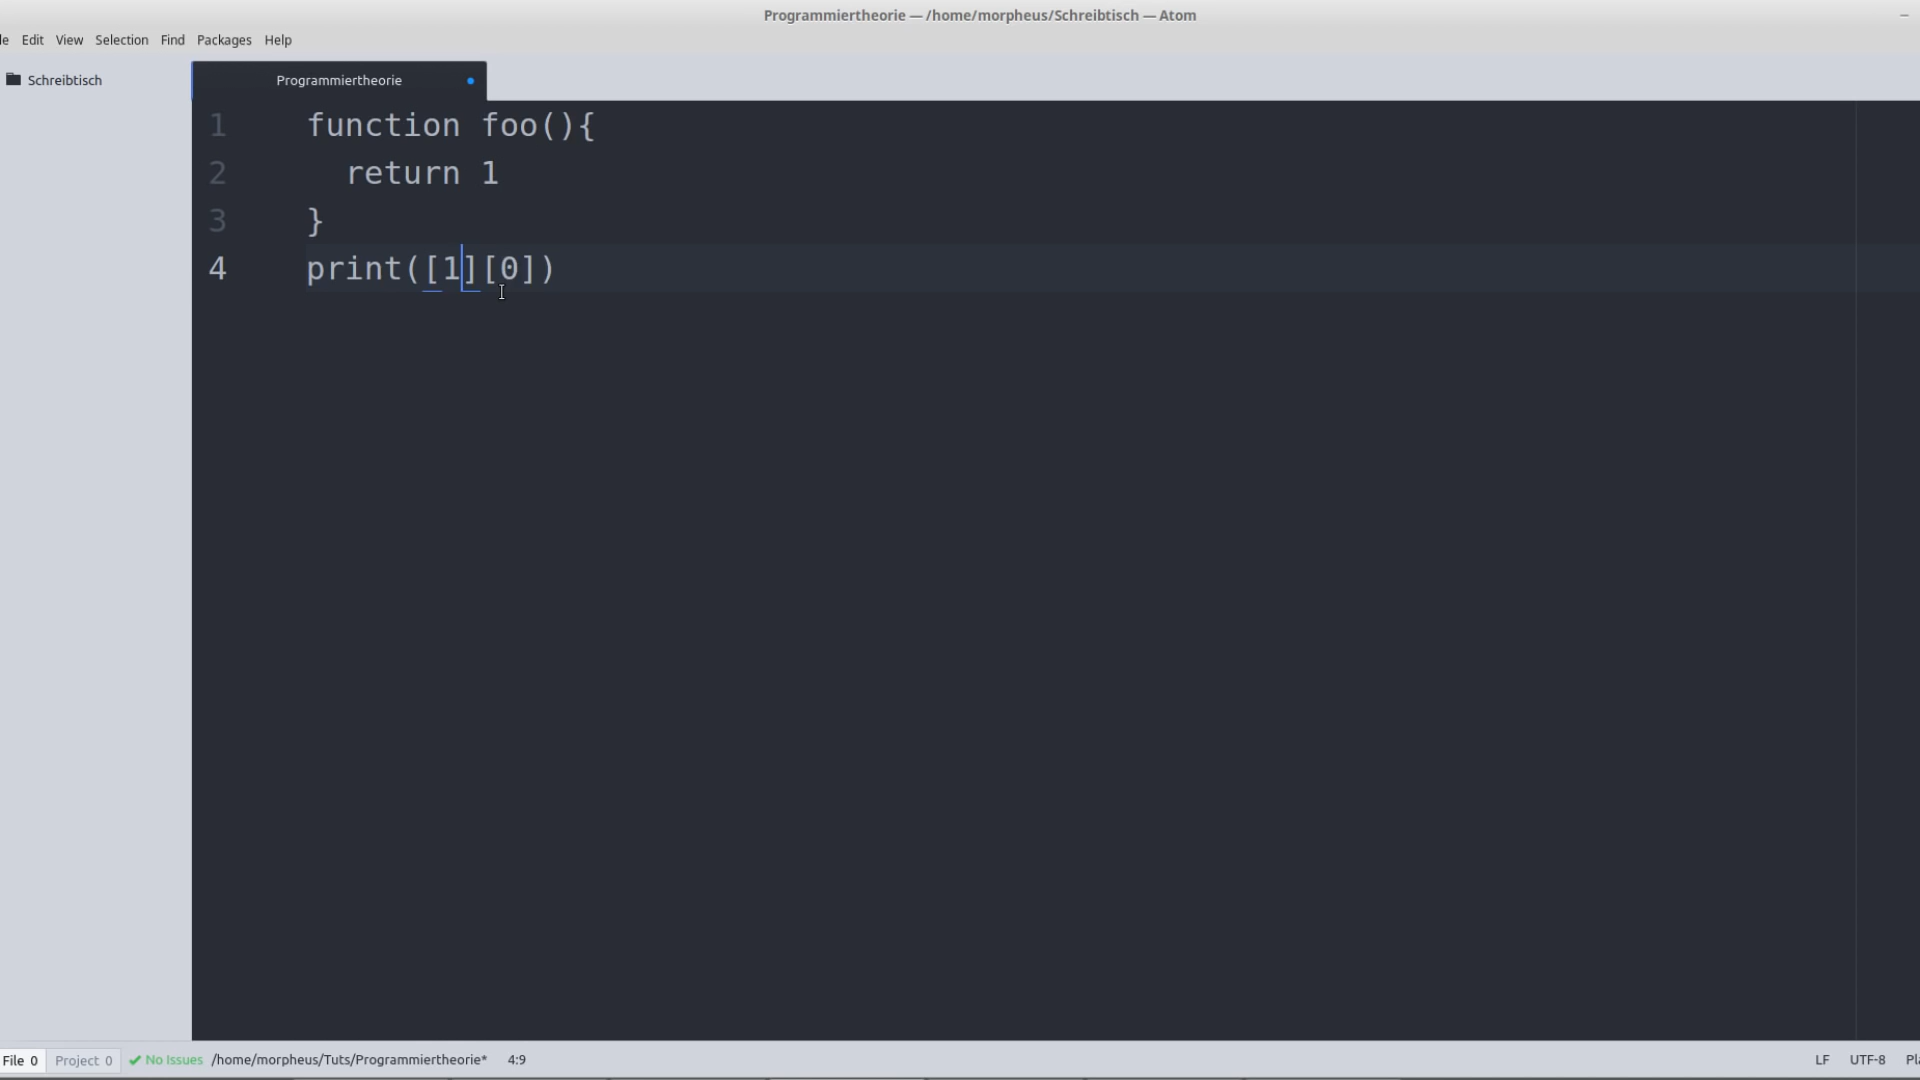 Programmiertheorie — /home/morpheus/Schreibtisch — Atom
le Edit View Selection Find Packages Help
Schreibtisch
Programmiertheorie
1 function foo(){
2 return 1
3 }
4 print([1][0])
File 0 Project 0 No Issues /home/morpheus/Tuts/Programmiertheorie* 4:9 LF UTF-8 Pl